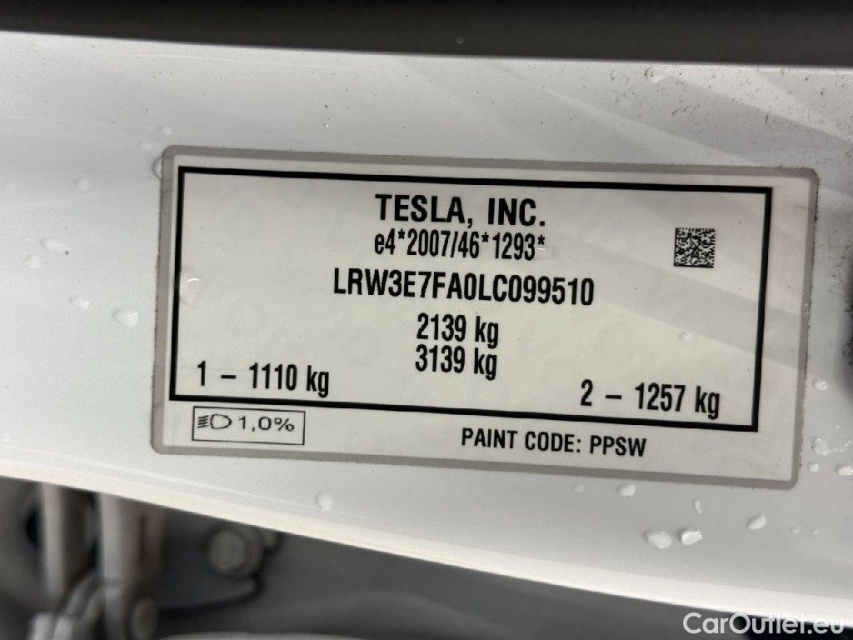 TESLA, INC.
e4*2007/46*1293*
LRW3E7FA0LC099510
2139 kg
3139 kg
1 – 1110 kg
2 – 1257 kg
1,0%
PAINT CODE: PPSW
CarOutlet.eu